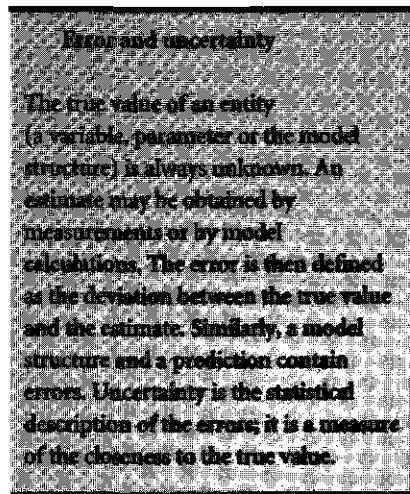 Error and uncertainty
The true value of an entity
(a variable, parameter or the model
structure) is always unknown. An
estimate may be obtained by
measurements or by model
calculations. The error is then defined
as the deviation between the true value
and the estimate. Similarly, a model
structure and a prediction contain
errors. Uncertainty is the statistical
description of the errors; it is a measure
of the closeness to the true value.